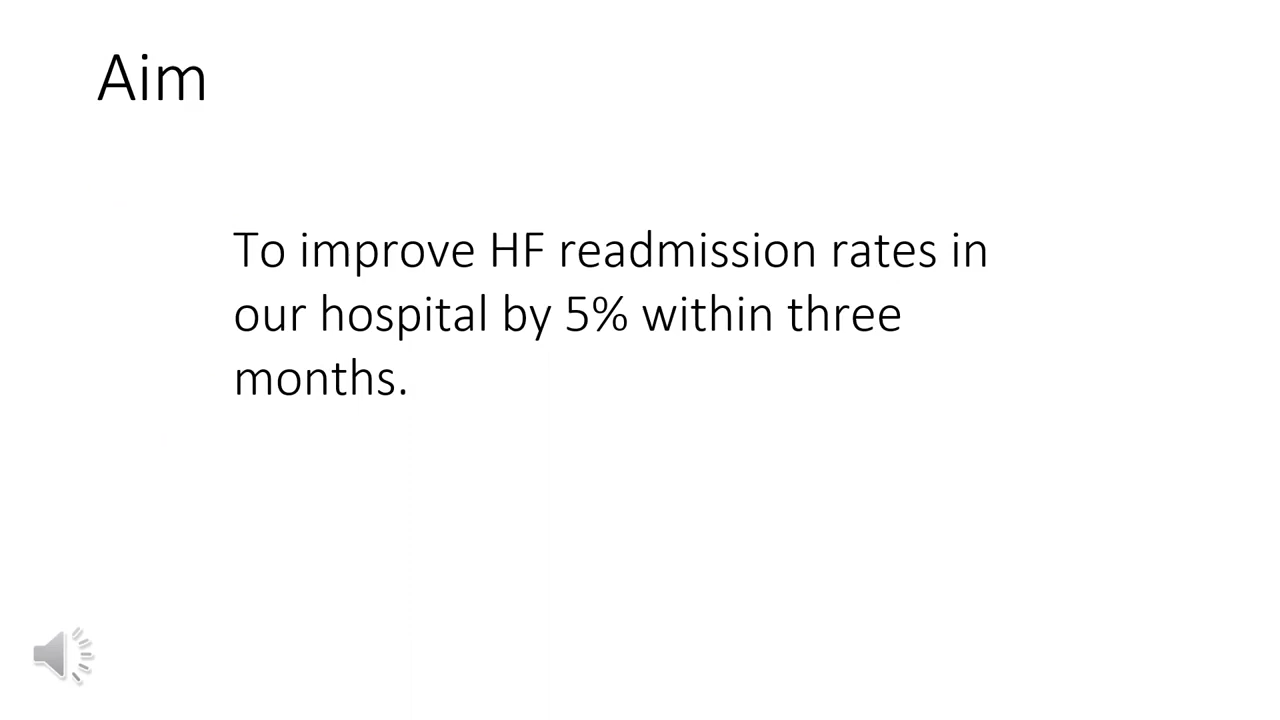 Aim
To improve HF readmission rates in
our hospital by 5% within three
months.